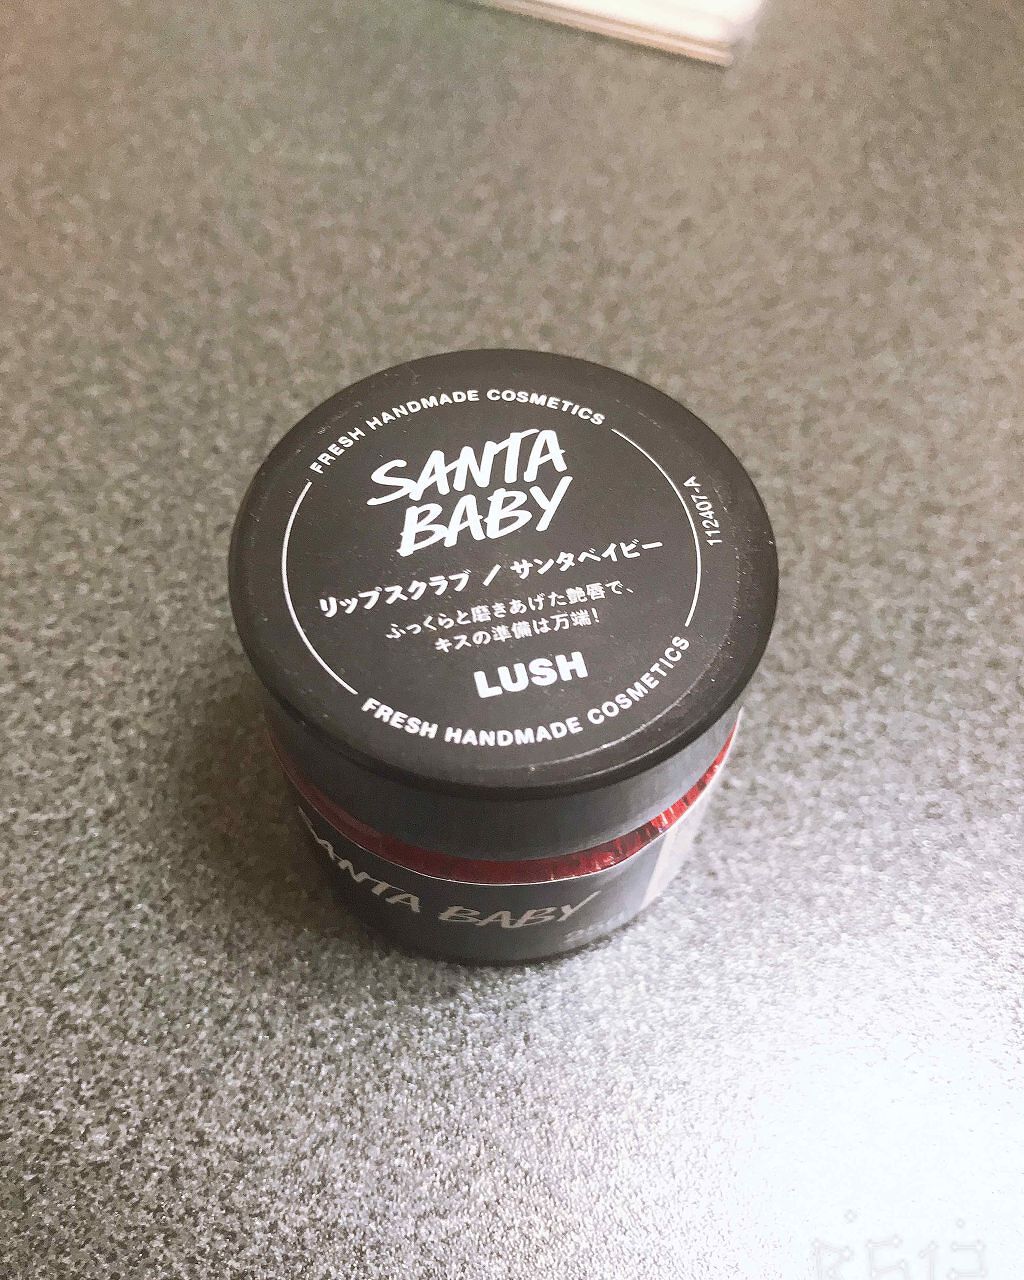 FRESH HANDMADE COSMETICS
SANTA
BABY
リップスクラブ / サンタベイビー
ふっくらと磨きあげた艶唇で、
キスの準備は万端!
LUSH
FRESH HANDMADE COSMETICS
112407-A
SANTA BABY